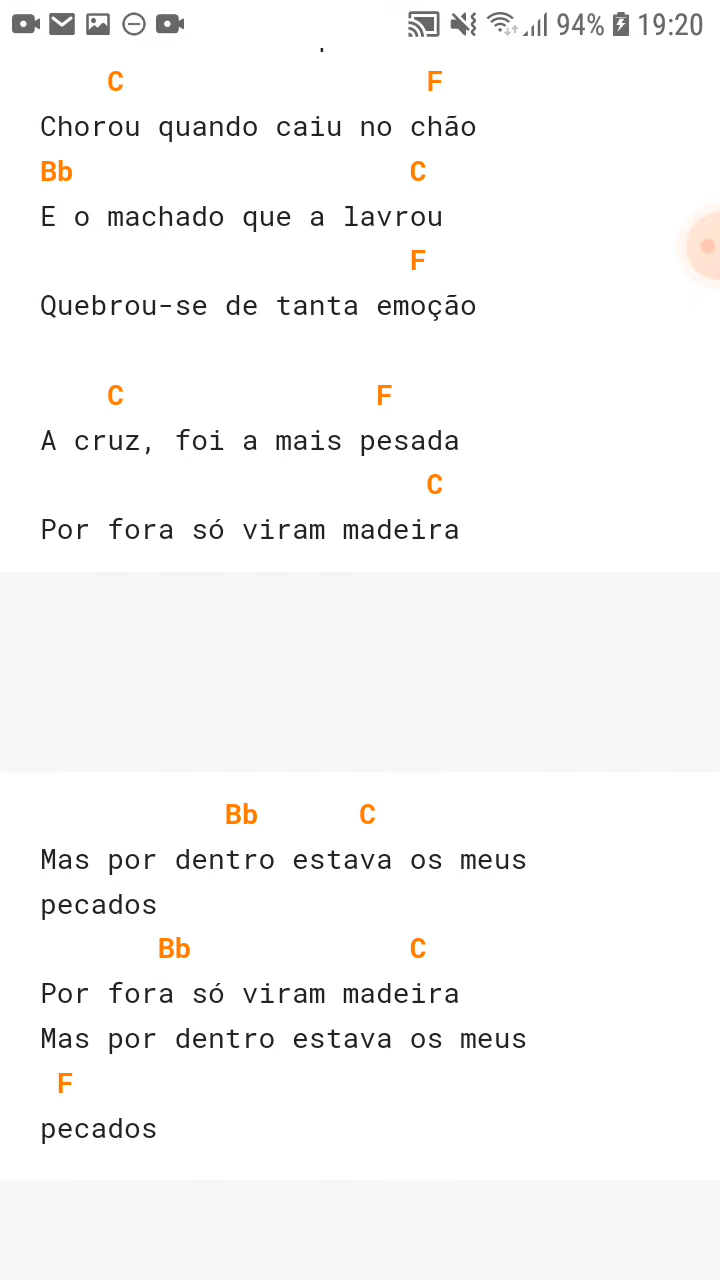 94% 19:20
C F
Chorou quando caiu no chão
Bb C
E o machado que a lavrou
F
Quebrou-se de tanta emoção
C F
A cruz, foi a mais pesada
C
Por fora só viram madeira
Bb C
Mas por dentro estava os meus
pecados
Bb C
Por fora só viram madeira
Mas por dentro estava os meus
F
pecados